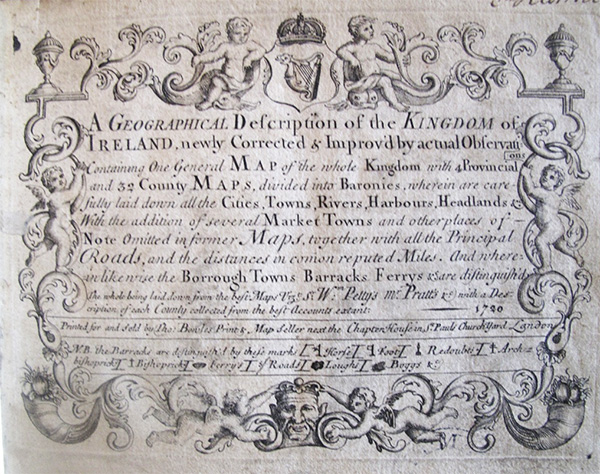 A GEOGRAPHICAL Description of the KINGDOM of
IRELAND, newly Corrected & Improv'd by actual Observati
ons
Containing One General MAP of the whole Kingdom with 4 Provincial
and 32 County MAPS, divided into Baronies, wherein are care-
fully laid down all the Cities, Towns, Rivers, Harbours, Headlands &c
With the addition of several Market Towns and other places of
Note Omitted in former Maps, together with all the Principal
Roads, and the distances in comon reputed Miles. And where-
in likewise the Borrough Towns Barracks Ferrys &c are distinguish'd
The whole being laid down from the best Maps Viz. Sr. Wm. Pettys mr. Pratt's &c with a Des-
cription of each County collected from the best Accounts extant: 1720
Printed for and Sold by Tho: Bowles Print & Map Seller next the Chapter House in St. Pauls Church Yard London
N.B. the Barracks are distinguish'd by these marks Horse Foot Redoubts Arch-
bishoprick Bishoprick Ferry's Roads Loughs Boggs &c